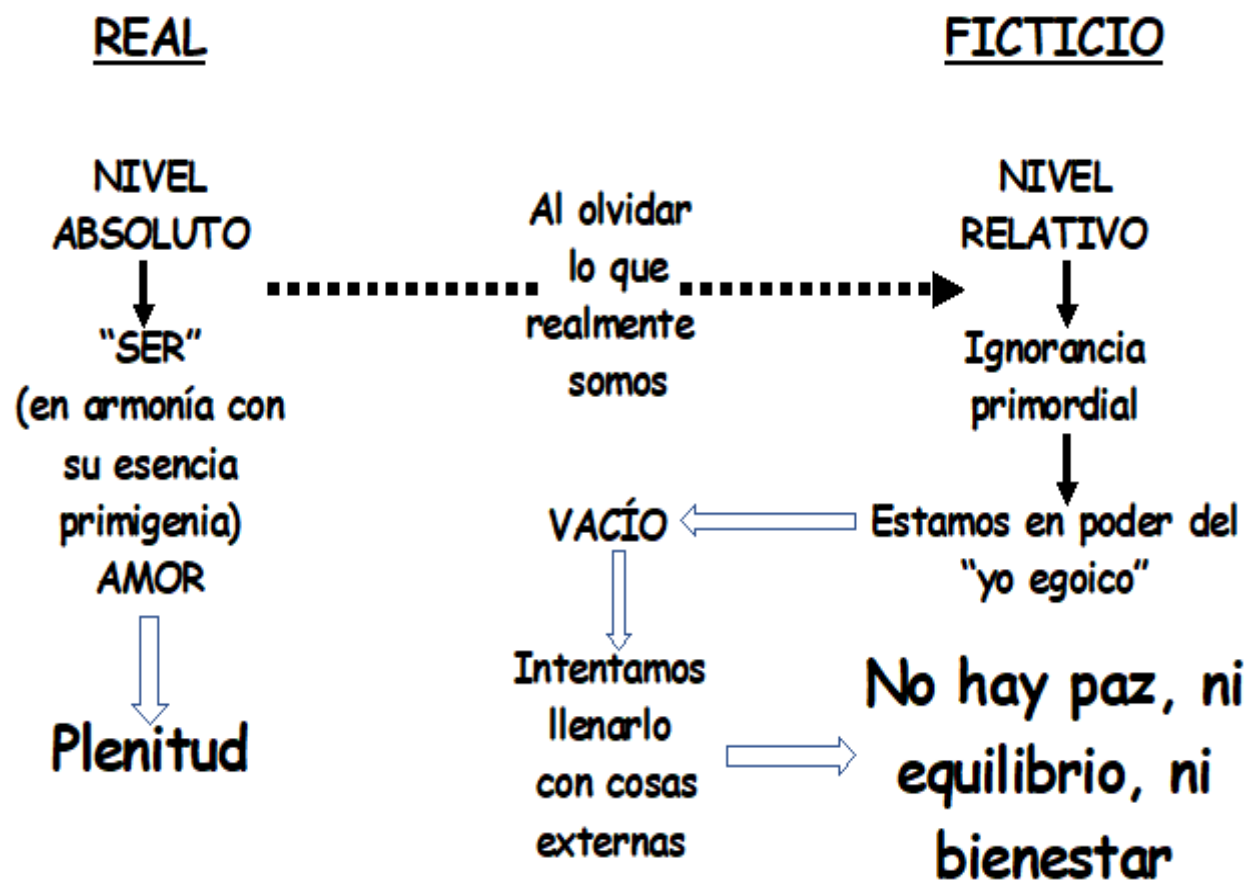 REAL
NIVEL
ABSOLUTO
“SER”
(en armonía con
su esencia
primigenia)
AMOR
Plenitud
Al olvidar
lo que
realmente
somos
FICTICIO
NIVEL
RELATIVO
Ignorancia
primordial
Estamos en poder del
“yo egoico”
VACÍO
Intentamos
llenarlo
con cosas
externas
No hay paz, ni
equilibrio, ni
bienestar